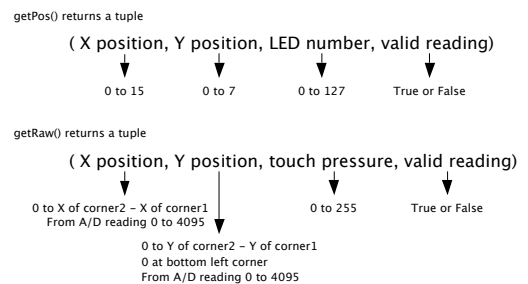 getPos() returns a tuple
( X position, Y position, LED number, valid reading)
0 to 15 0 to 7 0 to 127 True or False
getRaw() returns a tuple
( X position, Y position, touch pressure, valid reading)
0 to X of corner2 – X of corner1 0 to 255 True or False
From A/D reading 0 to 4095
0 to Y of corner2 – Y of corner1
0 at bottom left corner
From A/D reading 0 to 4095